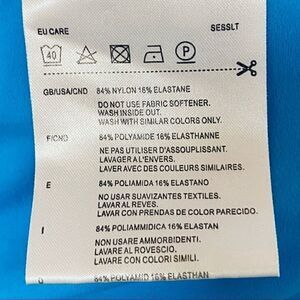 EU CARE SESSLT
40 P
GB/USA/CND 84% NYLON 16% ELASTANE
DO NOT USE FABRIC SOFTENER.
WASH INSIDE OUT.
WASH WITH SIMILAR COLORS ONLY.
F/CND 84% POLYAMIDE 16% ELASTHANNE
NE PAS UTILISER D'ASSOUPLISSANT.
LAVAGER A L'ENVERS.
LAVER AVEC DES COULEURS SIMILAIRES.
E 84% POLIAMIDA 16% ELASTANO
NO USAR SUAVIZANTES TEXTILES.
LAVAR AL REVES.
LAVAR CON PRENDAS DE COLOR PARECIDO.
I 84% POLIAMMIDICA 16% ELASTAN
NON USARE AMMORBIDENTI.
LAVARE AL ROVESCIO.
LAVARE CON COLORI SIMILI.
84% POLYAMID 16% ELASTHAN